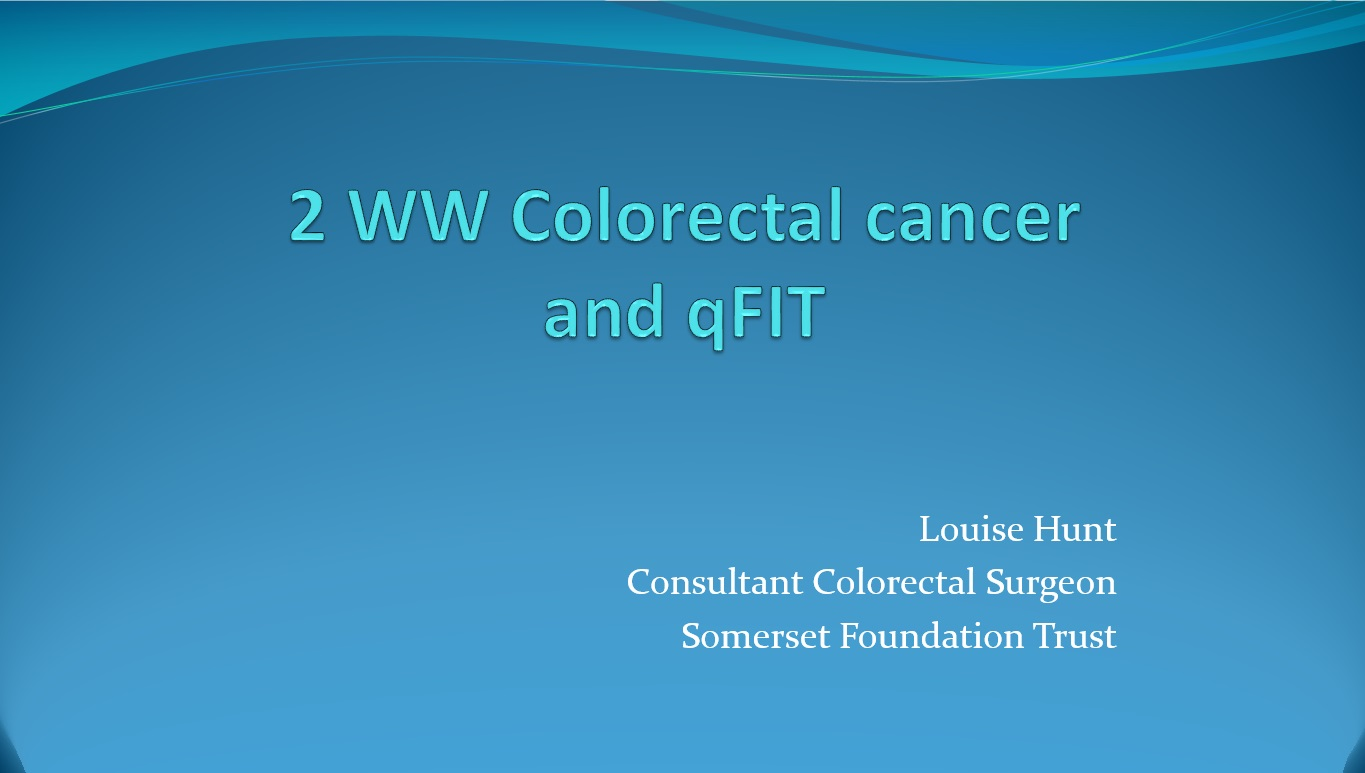 2 WW Colorectal cancer
and qFIT
Louise Hunt
Consultant Colorectal Surgeon
Somerset Foundation Trust